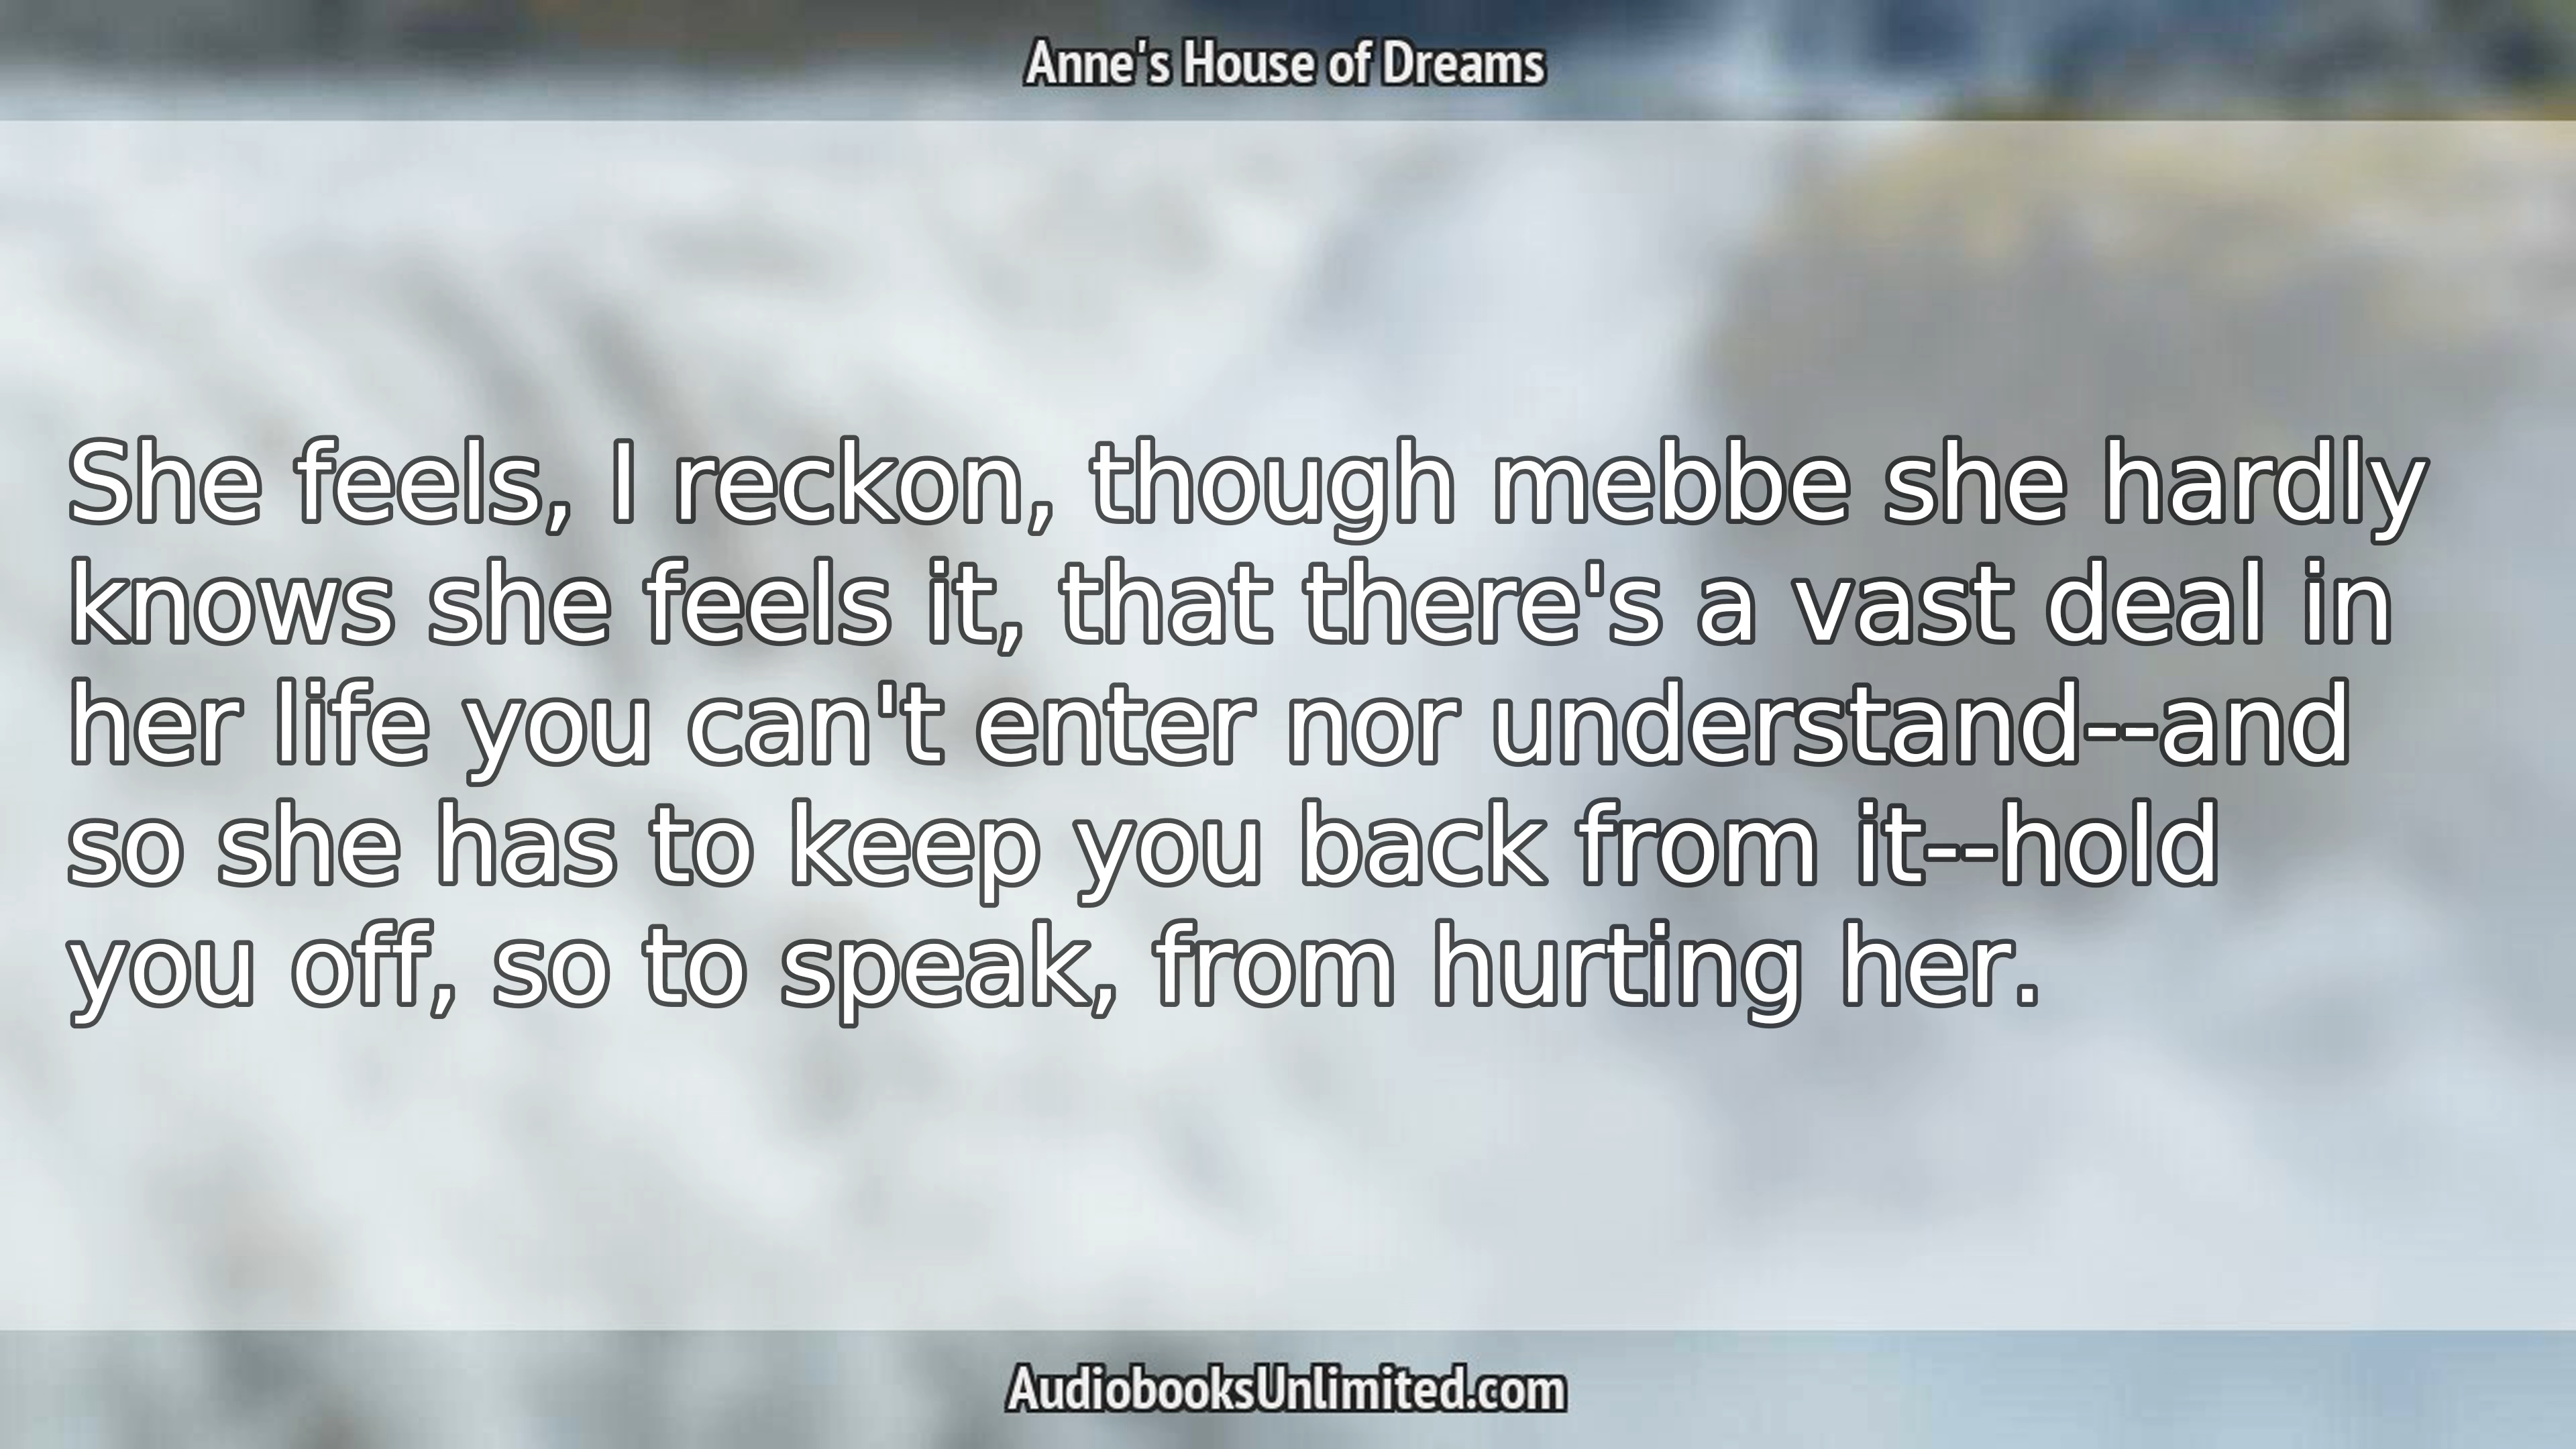 Anne's House of Dreams
She feels, I reckon, though mebbe she hardly
knows she feels it, that there's a vast deal in
her life you can't enter nor understand--and
so she has to keep you back from it--hold
you off, so to speak, from hurting her.
AudiobooksUnlimited.com